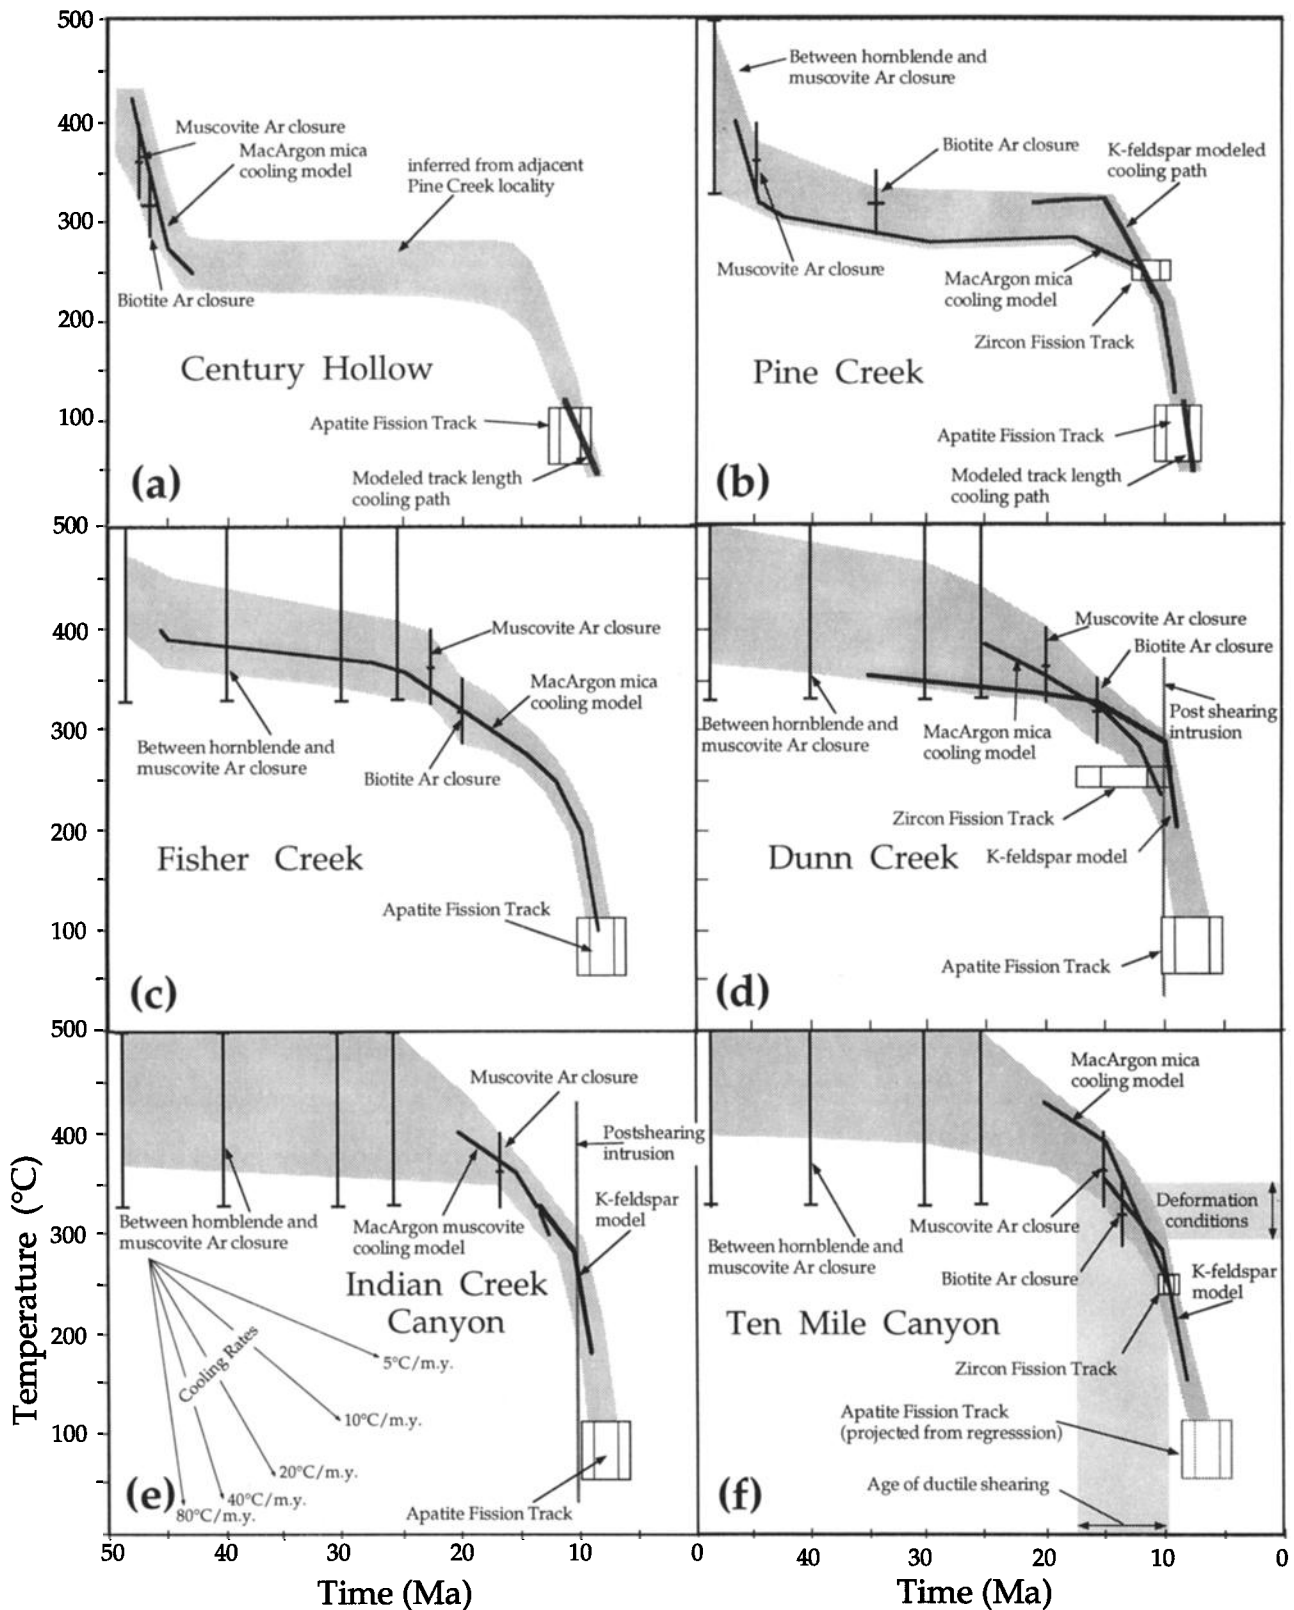 500
400
300
200
100
Muscovite Ar closure
MacArgon mica
cooling model
inferred from adjacent
Pine Creek locality
Biotite Ar closure
Century Hollow
Apatite Fission Track
Modeled track length
cooling path
(a)
Between hornblende and
muscovite Ar closure
Biotite Ar closure
K-feldspar modeled
cooling path
Muscovite Ar closure
MacArgon mica
cooling model
Zircon Fission Track
Pine Creek
Apatite Fission Track
Modeled track length
cooling path
(b)
500
400
300
200
100
Muscovite Ar closure
MacArgon mica
cooling model
Between hornblende and
muscovite Ar closure
Biotite Ar closure
Fisher Creek
Apatite Fission Track
(c)
Muscovite Ar closure
Biotite Ar closure
Post shearing
intrusion
Between hornblende and
muscovite Ar closure
MacArgon mica
cooling model
Zircon Fission Track
K-feldspar model
Dunn Creek
Apatite Fission Track
(d)
500
400
300
200
100
Temperature (°C)
Muscovite Ar closure
Postshearing
intrusion
K-feldspar
model
Between hornblende and
muscovite Ar closure
MacArgon muscovite
cooling model
Indian Creek
Canyon
Cooling Rates
5°C/m.y.
10°C/m.y.
20°C/m.y.
40°C/m.y.
80°C/m.y.
Apatite Fission Track
(e)
MacArgon mica
cooling model
Deformation
conditions
Muscovite Ar closure
Between hornblende and
muscovite Ar closure
Biotite Ar closure
K-feldspar
model
Ten Mile Canyon
Zircon Fission Track
Apatite Fission Track
(projected from regresssion)
Age of ductile shearing
(f)
50 40 30 20 10 0 40 30 20 10 0
Time (Ma) Time (Ma)